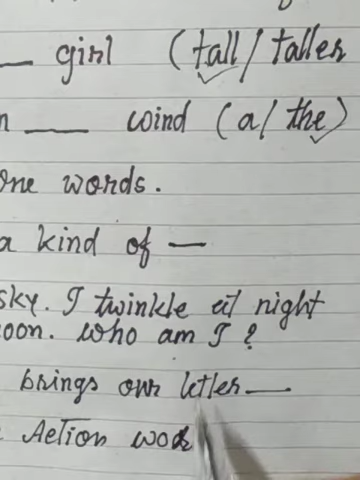 girl (tall / taller
wind (a/ the)
one words.
a kind of —
sky. I twinkle at night
oon. who am I ?
brings our letter —
Action wor